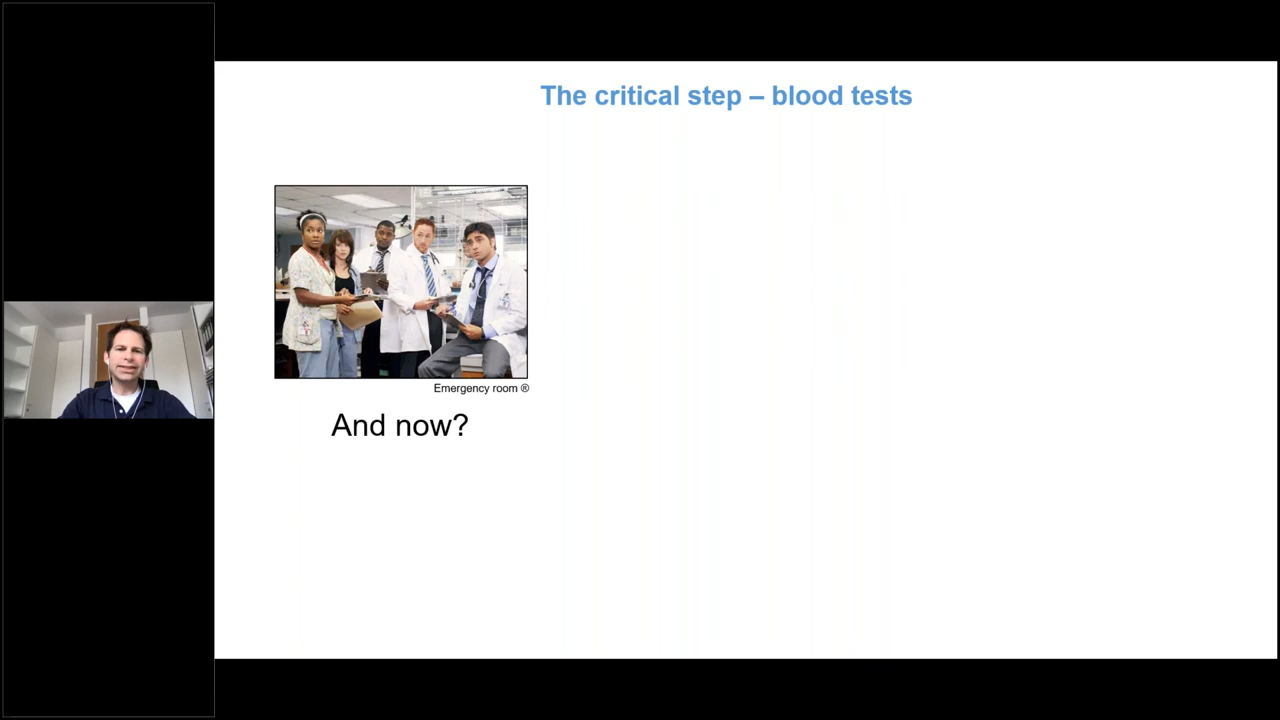 The critical step – blood tests
Emergency room ®
And now?